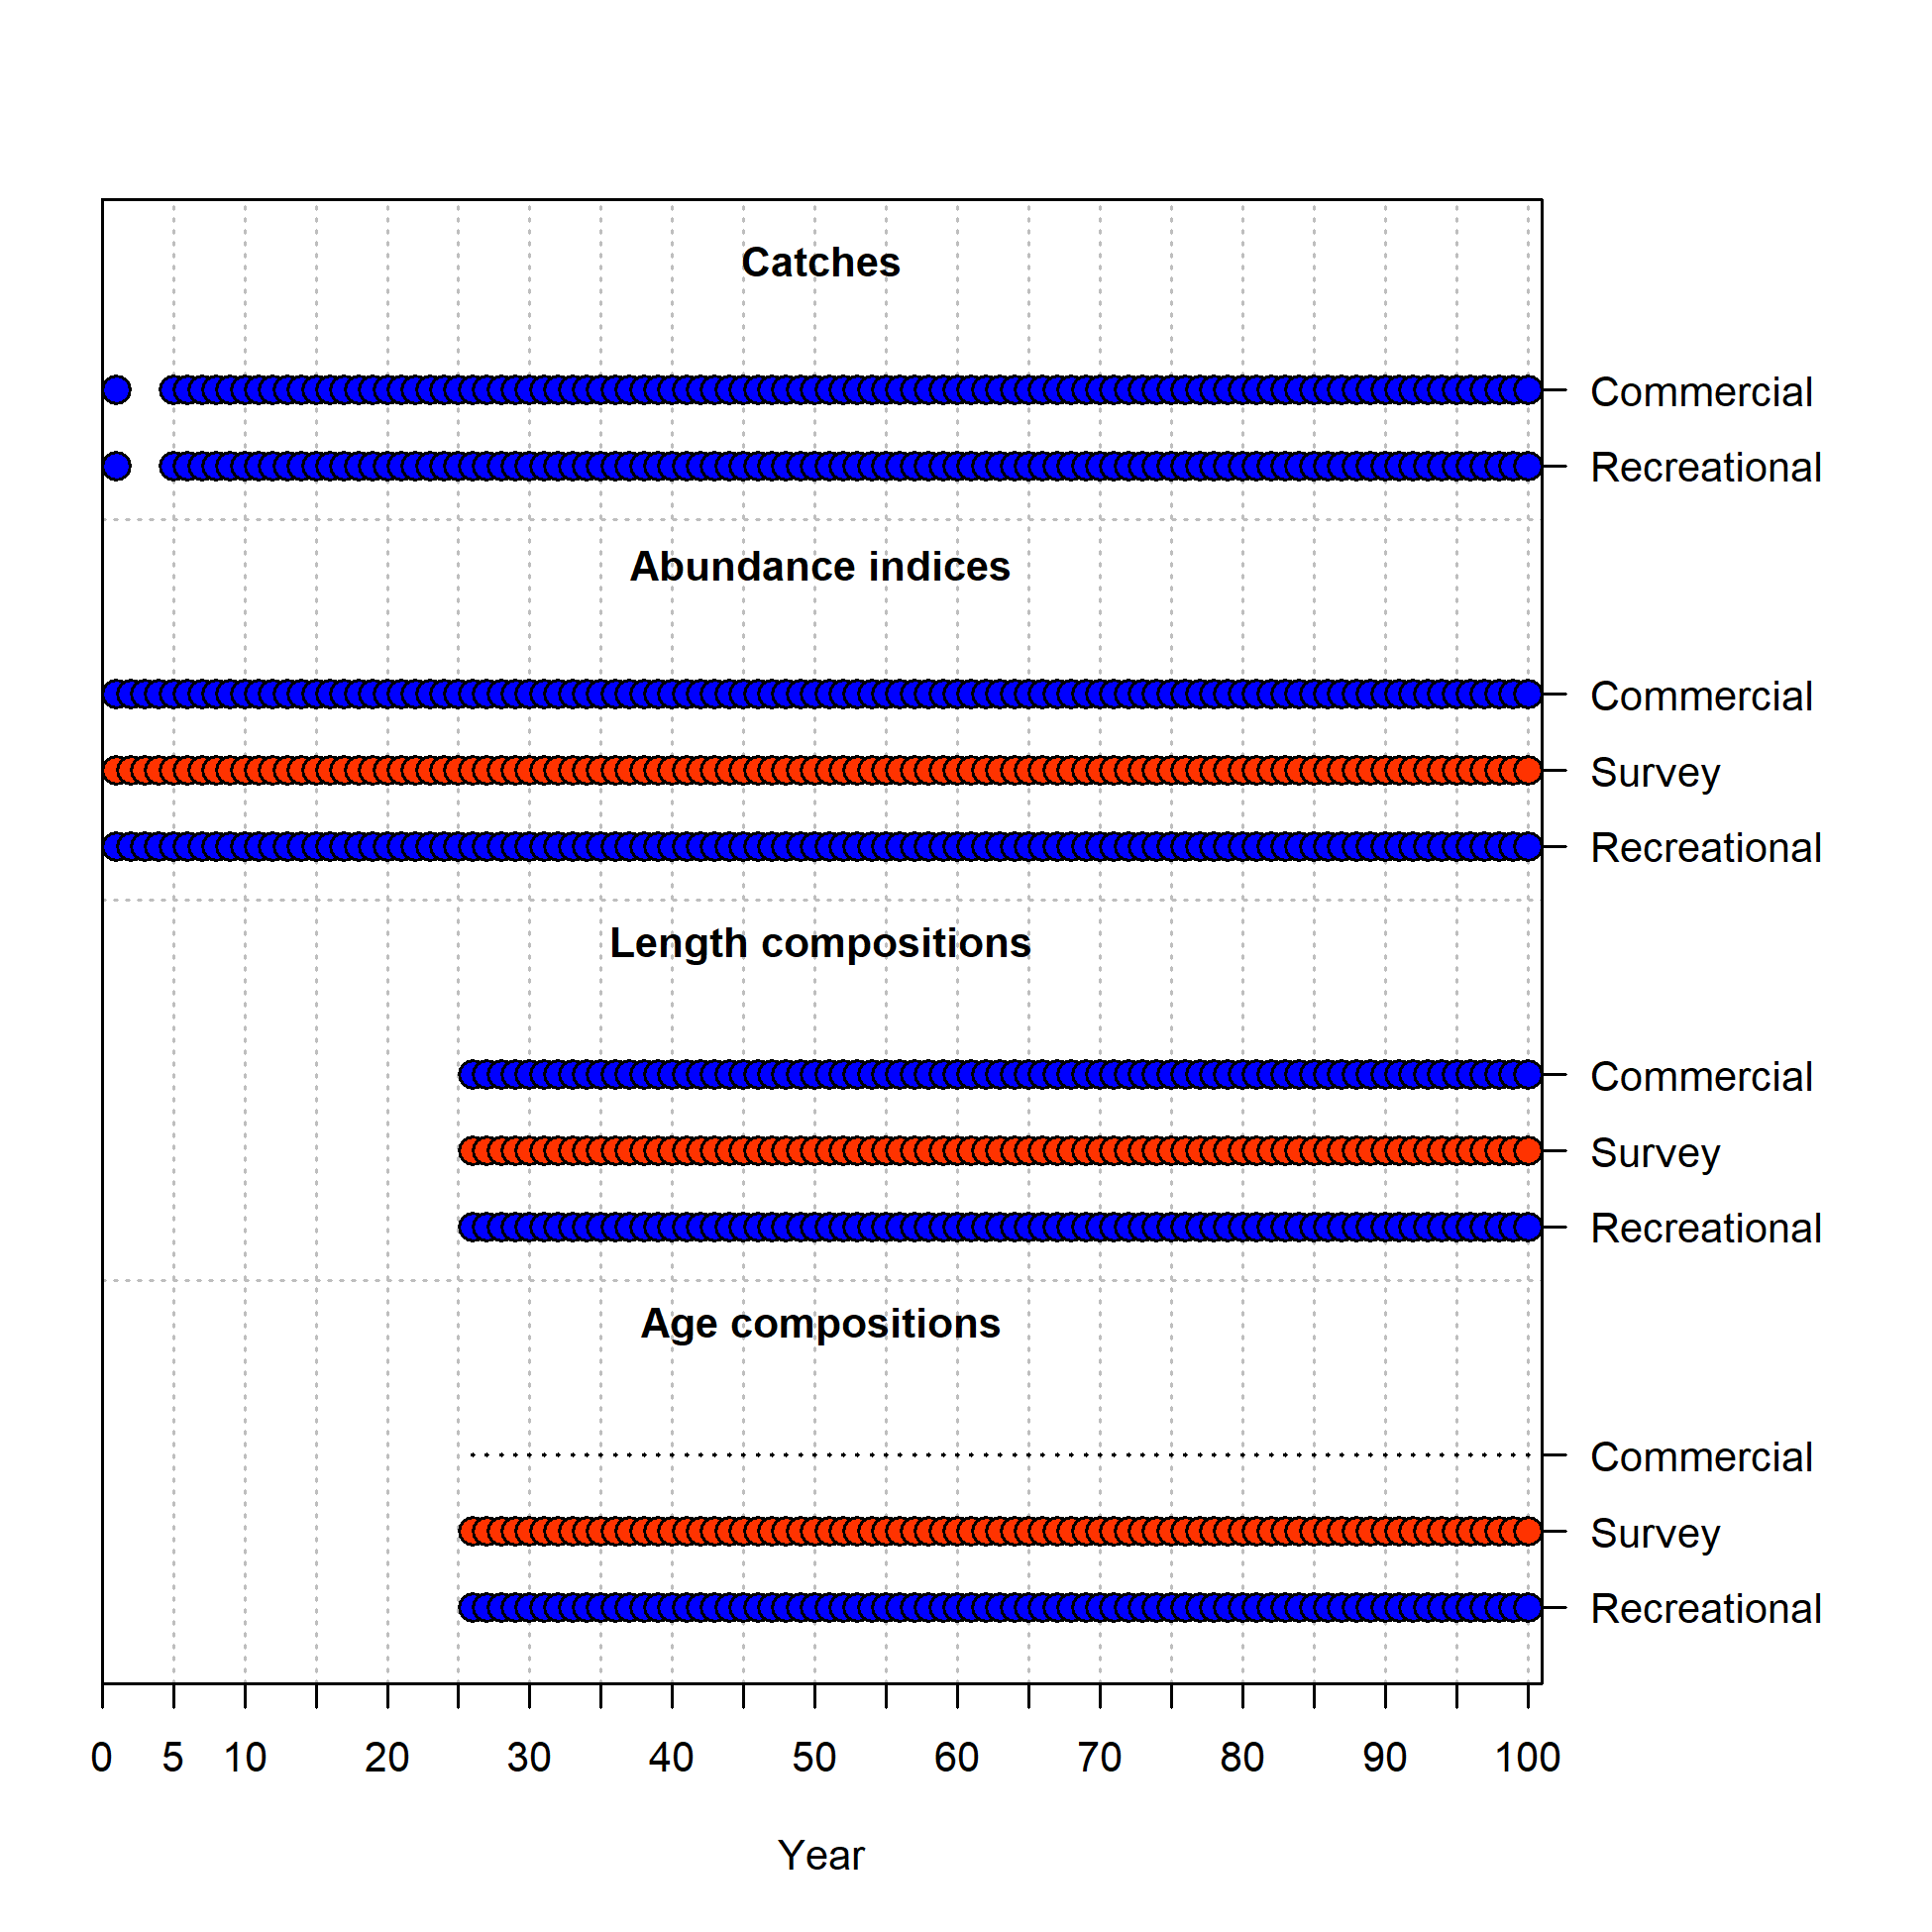 Catches
Commercial
Recreational
Abundance indices
Commercial
Survey
Recreational
Length compositions
Commercial
Survey
Recreational
Age compositions
Commercial
Survey
Recreational
0 5 10 20 30 40 50 60 70 80 90 100
Year